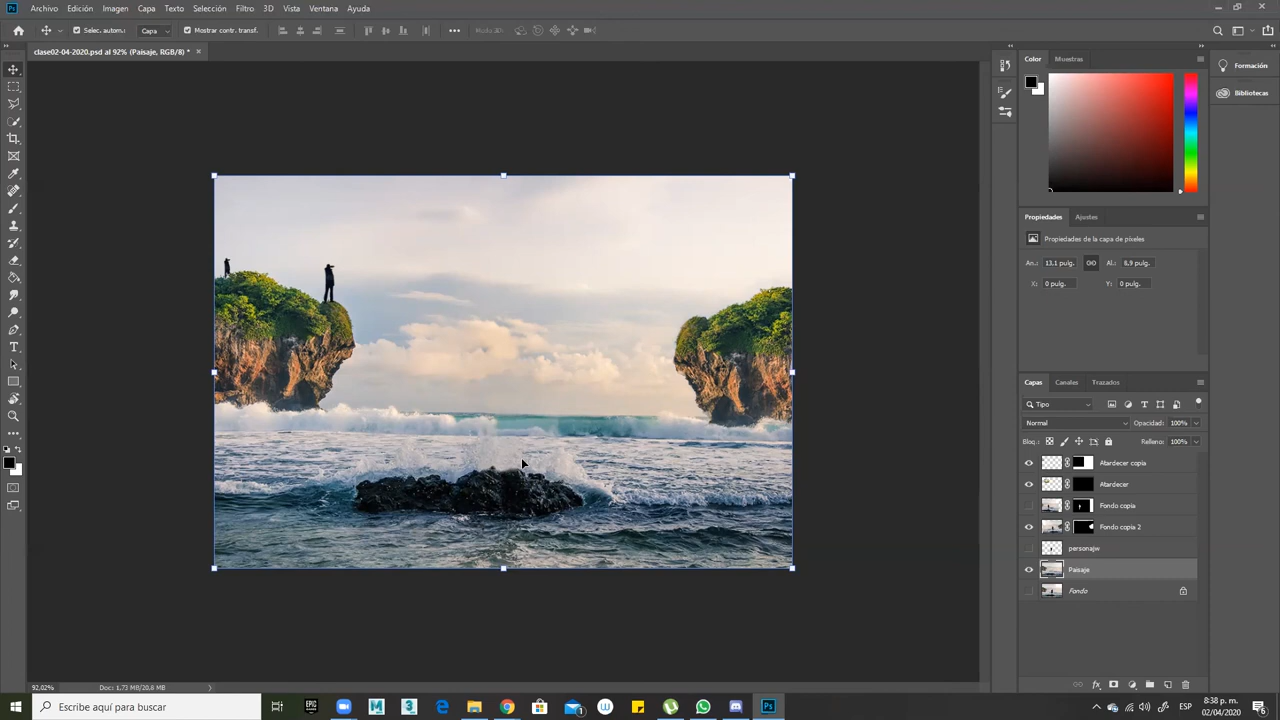 Archivo Edición Imagen Capa Texto Selección Filtro 3D Vista Ventana Ayuda
Selec. autom.: Capa Mostrar contr. transf. Modo 3D:
clase02-04-2020.psd al 92% (Paisaje, RGB/8) *
Color Muestras
Formación
Bibliotecas
Propiedades Ajustes
Propiedades de la capa de píxeles
An.: 13.1 pulg. Al.: 8.9 pulg.
X: 0 pulg. Y: 0 pulg.
Capas Canales Trazados
Tipo
Normal Opacidad: 100%
Bloq.: Relleno: 100%
Atardecer copia
Atardecer
Fondo copia
Fondo copia 2
personajw
Paisaje
Fondo
92,02% Doc: 1,73 MB/20,8 MB
Escribe aquí para buscar
ESP
8:38 p. m.
02/04/2020